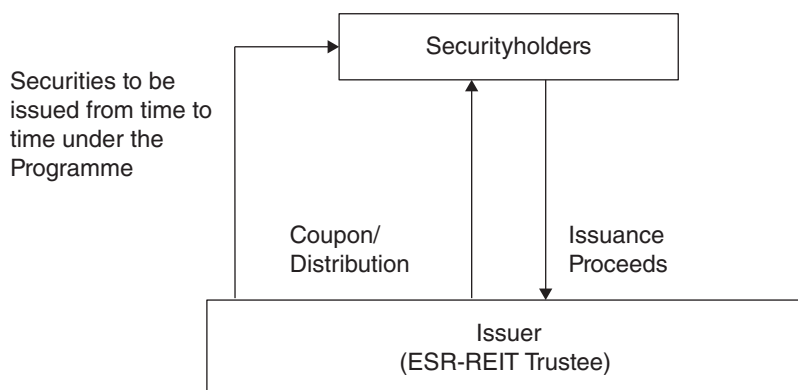 Securityholders
Securities to be
issued from time to
time under the
Programme
Coupon/
Distribution
Issuance
Proceeds
Issuer
(ESR-REIT Trustee)